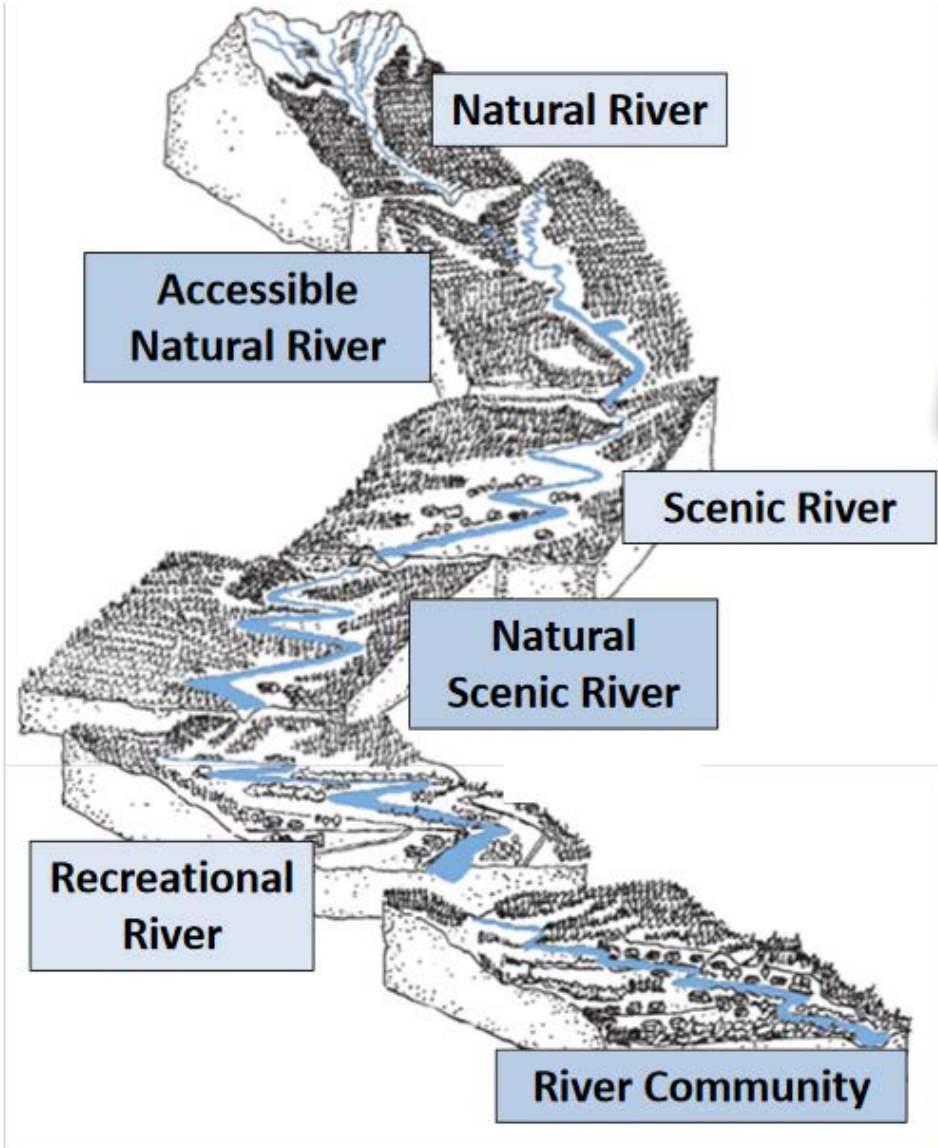 Natural River
Accessible
Natural River
Scenic River
Natural
Scenic River
Recreational
River
River Community